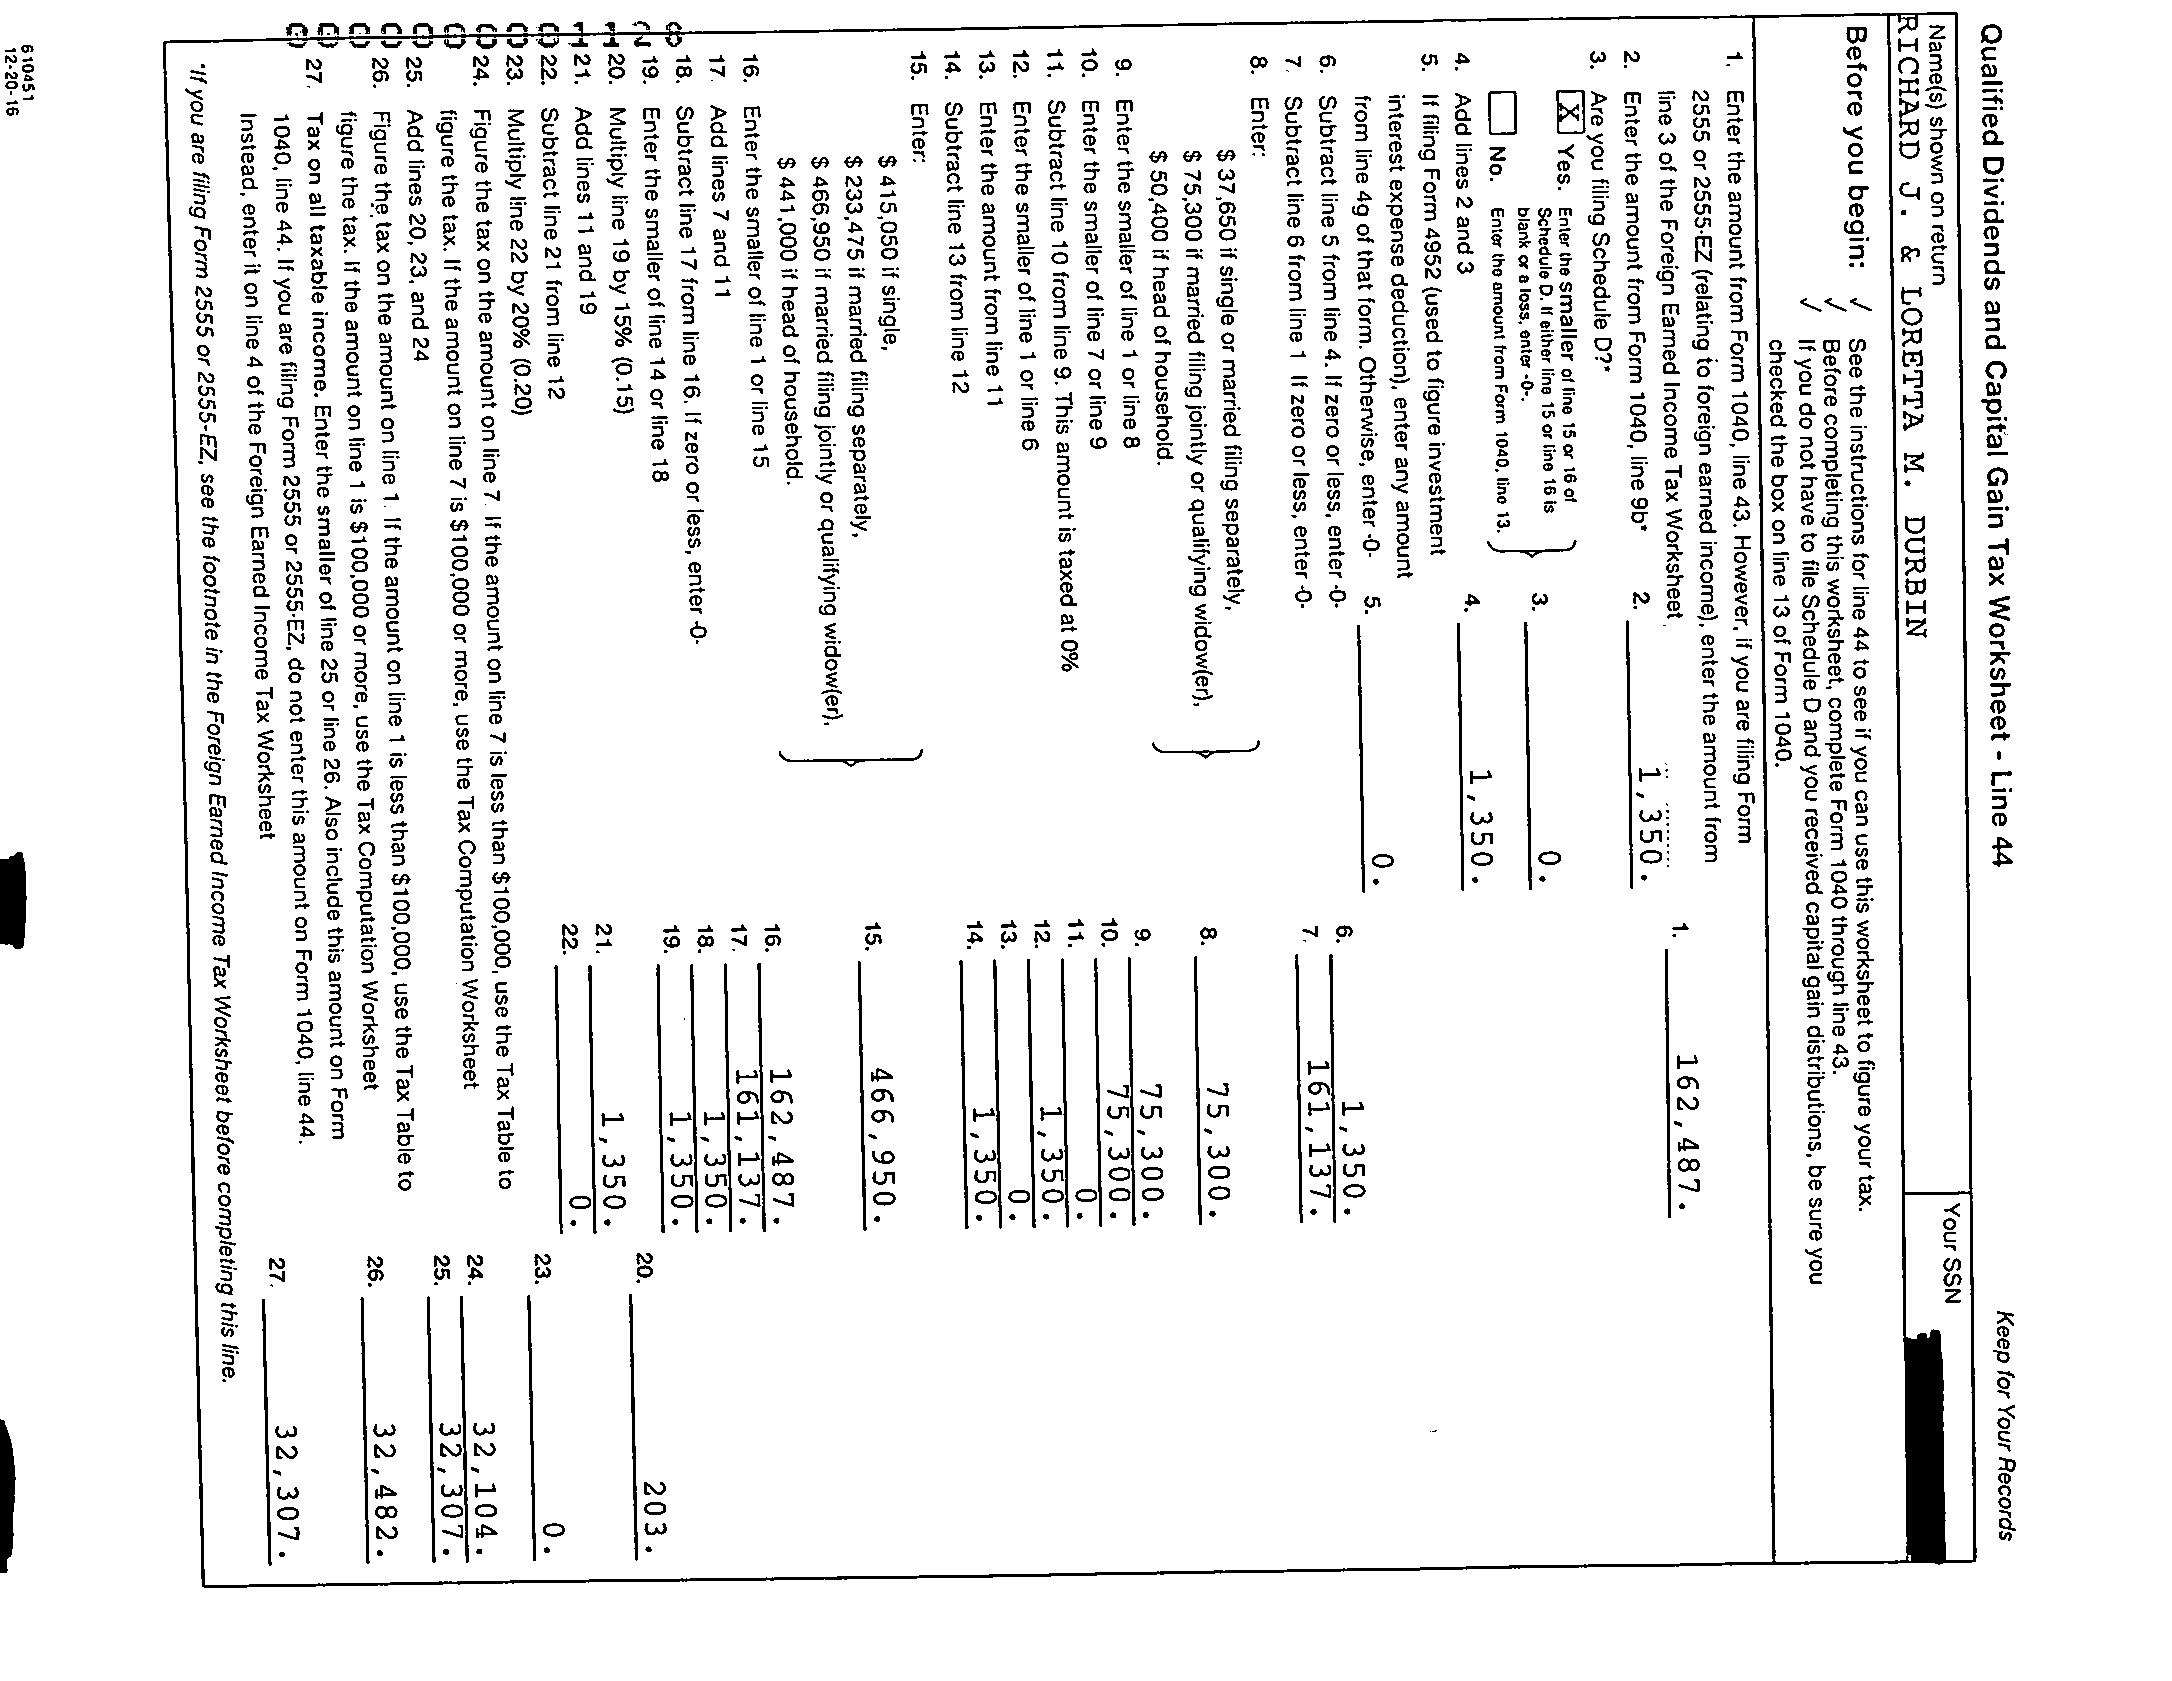 Qualified Dividends and Capital Gain Tax Worksheet - Line 44
Keep for Your Records
Name(s) shown on return
Your SSN
RICHARD J. & LORETTA M. DURBIN
Before you begin: ✓ See the instructions for line 44 to see if you can use this worksheet to figure your tax.
✓ Before completing this worksheet, complete Form 1040 through line 43.
✓ If you do not have to file Schedule D and you received capital gain distributions, be sure you
checked the box on line 13 of Form 1040.
1. Enter the amount from Form 1040, line 43. However, if you are filing Form
2555 or 2555-EZ (relating to foreign earned income), enter the amount from
line 3 of the Foreign Earned Income Tax Worksheet 1. 162,487.
2. Enter the amount from Form 1040, line 9b* 2. 1,350.
3. Are you filing Schedule D?*
X Yes. Enter the smaller of line 15 or 16 of
Schedule D. If either line 15 or line 16 is
blank or a loss, enter -0-.
3. 0.
No. Enter the amount from Form 1040, line 13.
4. Add lines 2 and 3 4. 1,350.
5. If filing Form 4952 (used to figure investment
interest expense deduction), enter any amount
from line 4g of that form. Otherwise, enter -0- 5. 0.
6. Subtract line 5 from line 4. If zero or less, enter -0- 6. 1,350.
7. Subtract line 6 from line 1 If zero or less, enter -0- 7. 161,137.
8. Enter:
$ 37,650 if single or married filing separately,
$ 75,300 if married filing jointly or qualifying widow(er), 8. 75,300.
$ 50,400 if head of household.
9. Enter the smaller of line 1 or line 8 9. 75,300.
10. Enter the smaller of line 7 or line 9 10. 75,300.
11. Subtract line 10 from line 9. This amount is taxed at 0% 11. 0.
12. Enter the smaller of line 1 or line 6 12. 1,350.
13. Enter the amount from line 11 13. 0.
14. Subtract line 13 from line 12 14. 1,350.
15. Enter:
$ 415,050 if single,
$ 233,475 if married filing separately, 15. 466,950.
$ 466,950 if married filing jointly or qualifying widow(er),
$ 441,000 if head of household.
16. Enter the smaller of line 1 or line 15 16. 162,487.
17. Add lines 7 and 11 17. 161,137.
18. Subtract line 17 from line 16. If zero or less, enter -0- 18. 1,350.
19. Enter the smaller of line 14 or line 18 19. 1,350.
20. Multiply line 19 by 15% (0.15) 20. 203.
21. Add lines 11 and 19 21. 1,350.
22. Subtract line 21 from line 12 22. 0.
23. Multiply line 22 by 20% (0.20) 23. 0.
24. Figure the tax on the amount on line 7. If the amount on line 7 is less than $100,000, use the Tax Table to
figure the tax. If the amount on line 7 is $100,000 or more, use the Tax Computation Worksheet 24. 32,104.
25. Add lines 20, 23, and 24 25. 32,307.
26. Figure the tax on the amount on line 1. If the amount on line 1 is less than $100,000, use the Tax Table to
figure the tax. If the amount on line 1 is $100,000 or more, use the Tax Computation Worksheet 26. 32,482.
27. Tax on all taxable income. Enter the smaller of line 25 or line 26. Also include this amount on Form
1040, line 44. If you are filing Form 2555 or 2555-EZ, do not enter this amount on Form 1040, line 44.
Instead, enter it on line 4 of the Foreign Earned Income Tax Worksheet 27. 32,307.
*If you are filing Form 2555 or 2555-EZ, see the footnote in the Foreign Earned Income Tax Worksheet before completing this line.
610451
12-20-16